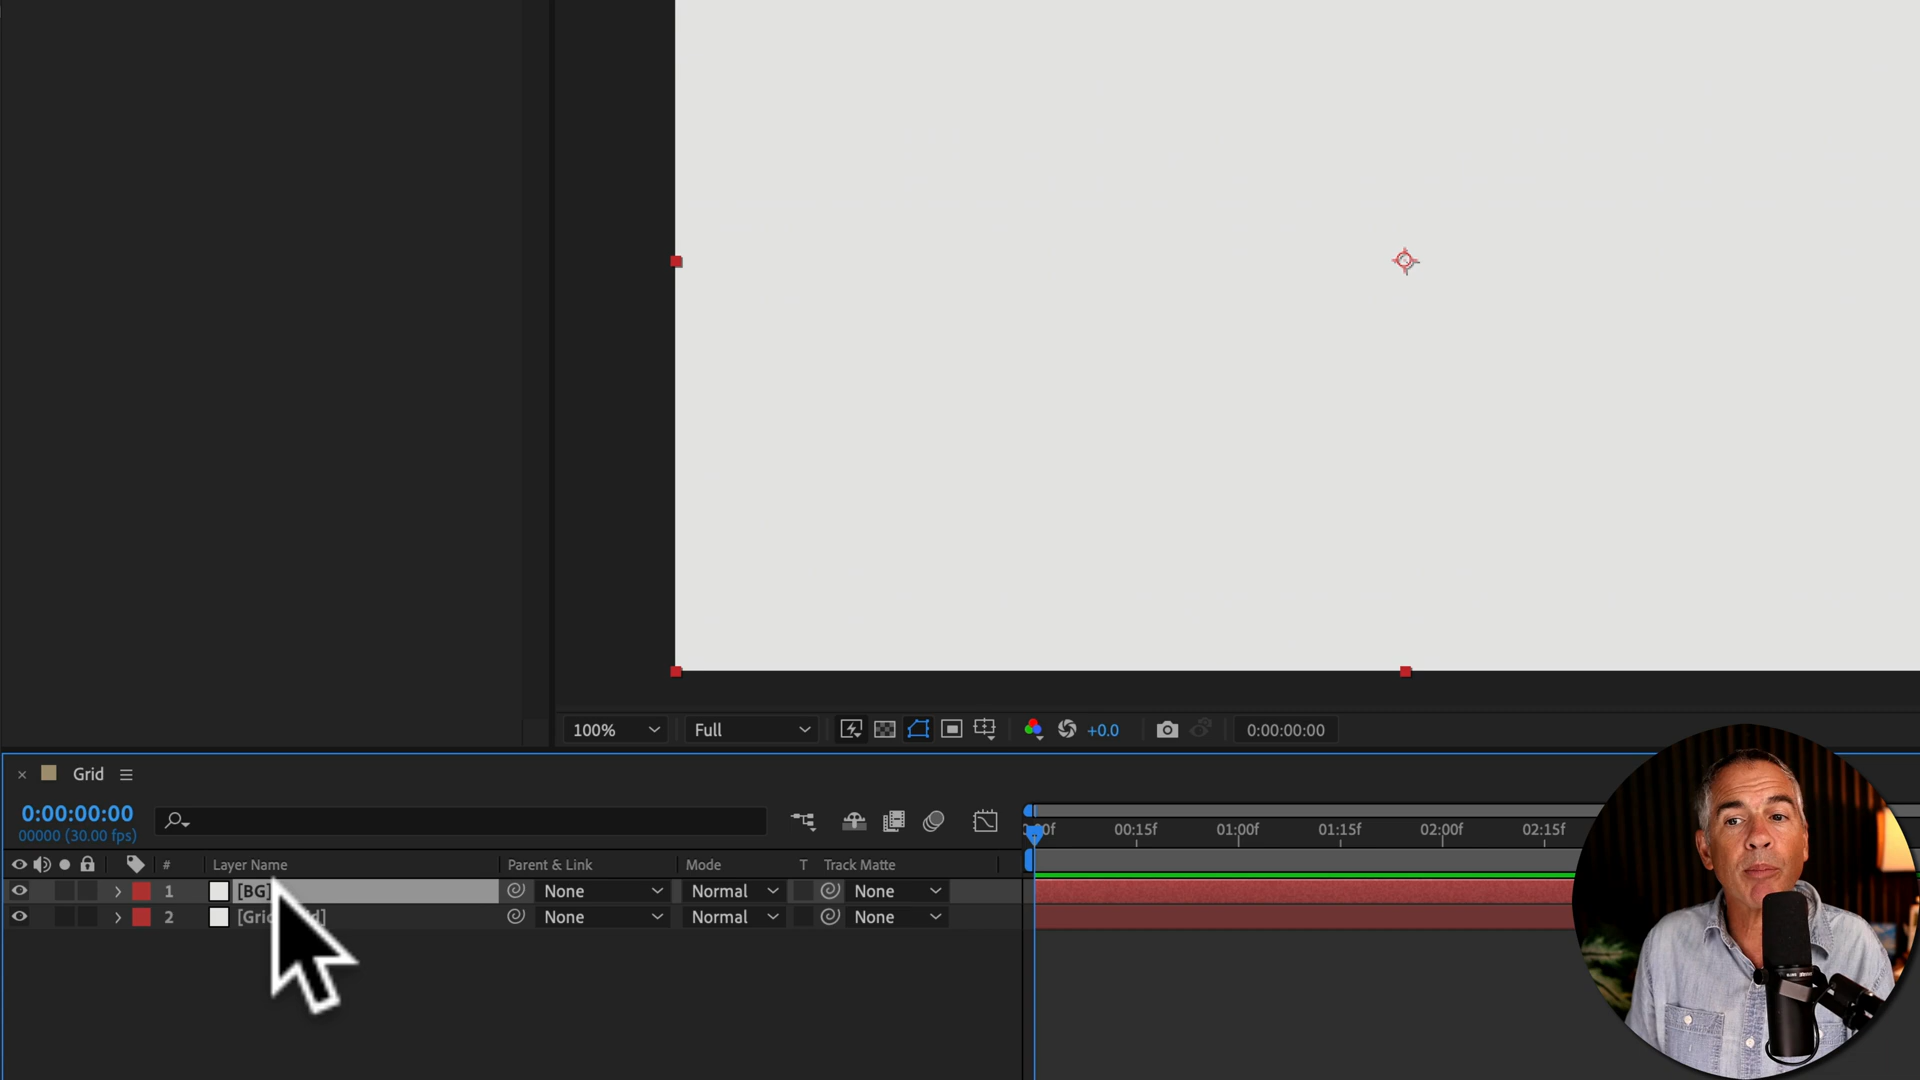 100% Full +0.0 0:00:00:00
× Grid
0:00:00:00
00000 (30.00 fps)
00:15f 01:00f 01:15f 02:00f 02:15f
# Layer Name Parent & Link Mode T Track Matte
1 [BG] None Normal None
2 None Normal None